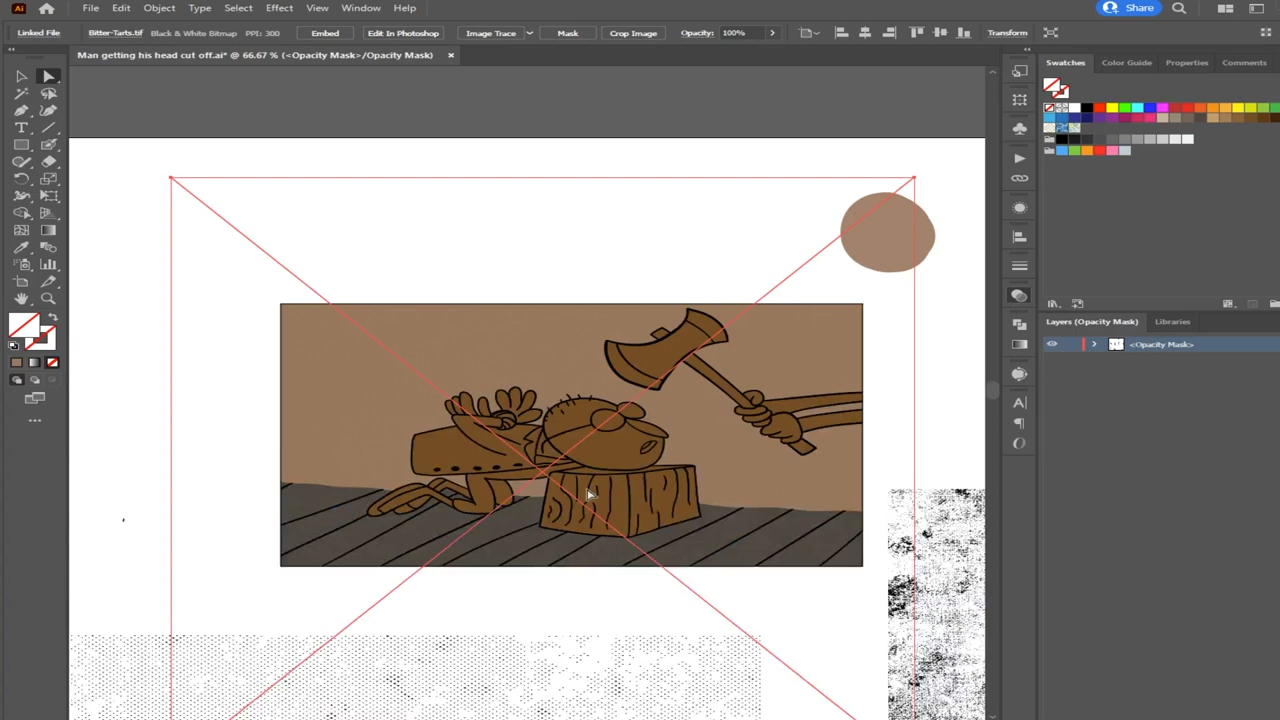 Ai File Edit Object Type Select Effect View Window Help Share
Linked File Bitter-Tarts.tif Black & White Bitmap PPI: 300 Embed Edit In Photoshop Image Trace Mask Crop Image Opacity: 100% Transform
Man getting his head cut off.ai* @ 66.67 % (<Opacity Mask>/Opacity Mask) ×
Swatches Color Guide Properties Comments
Layers (Opacity Mask) Libraries
<Opacity Mask>